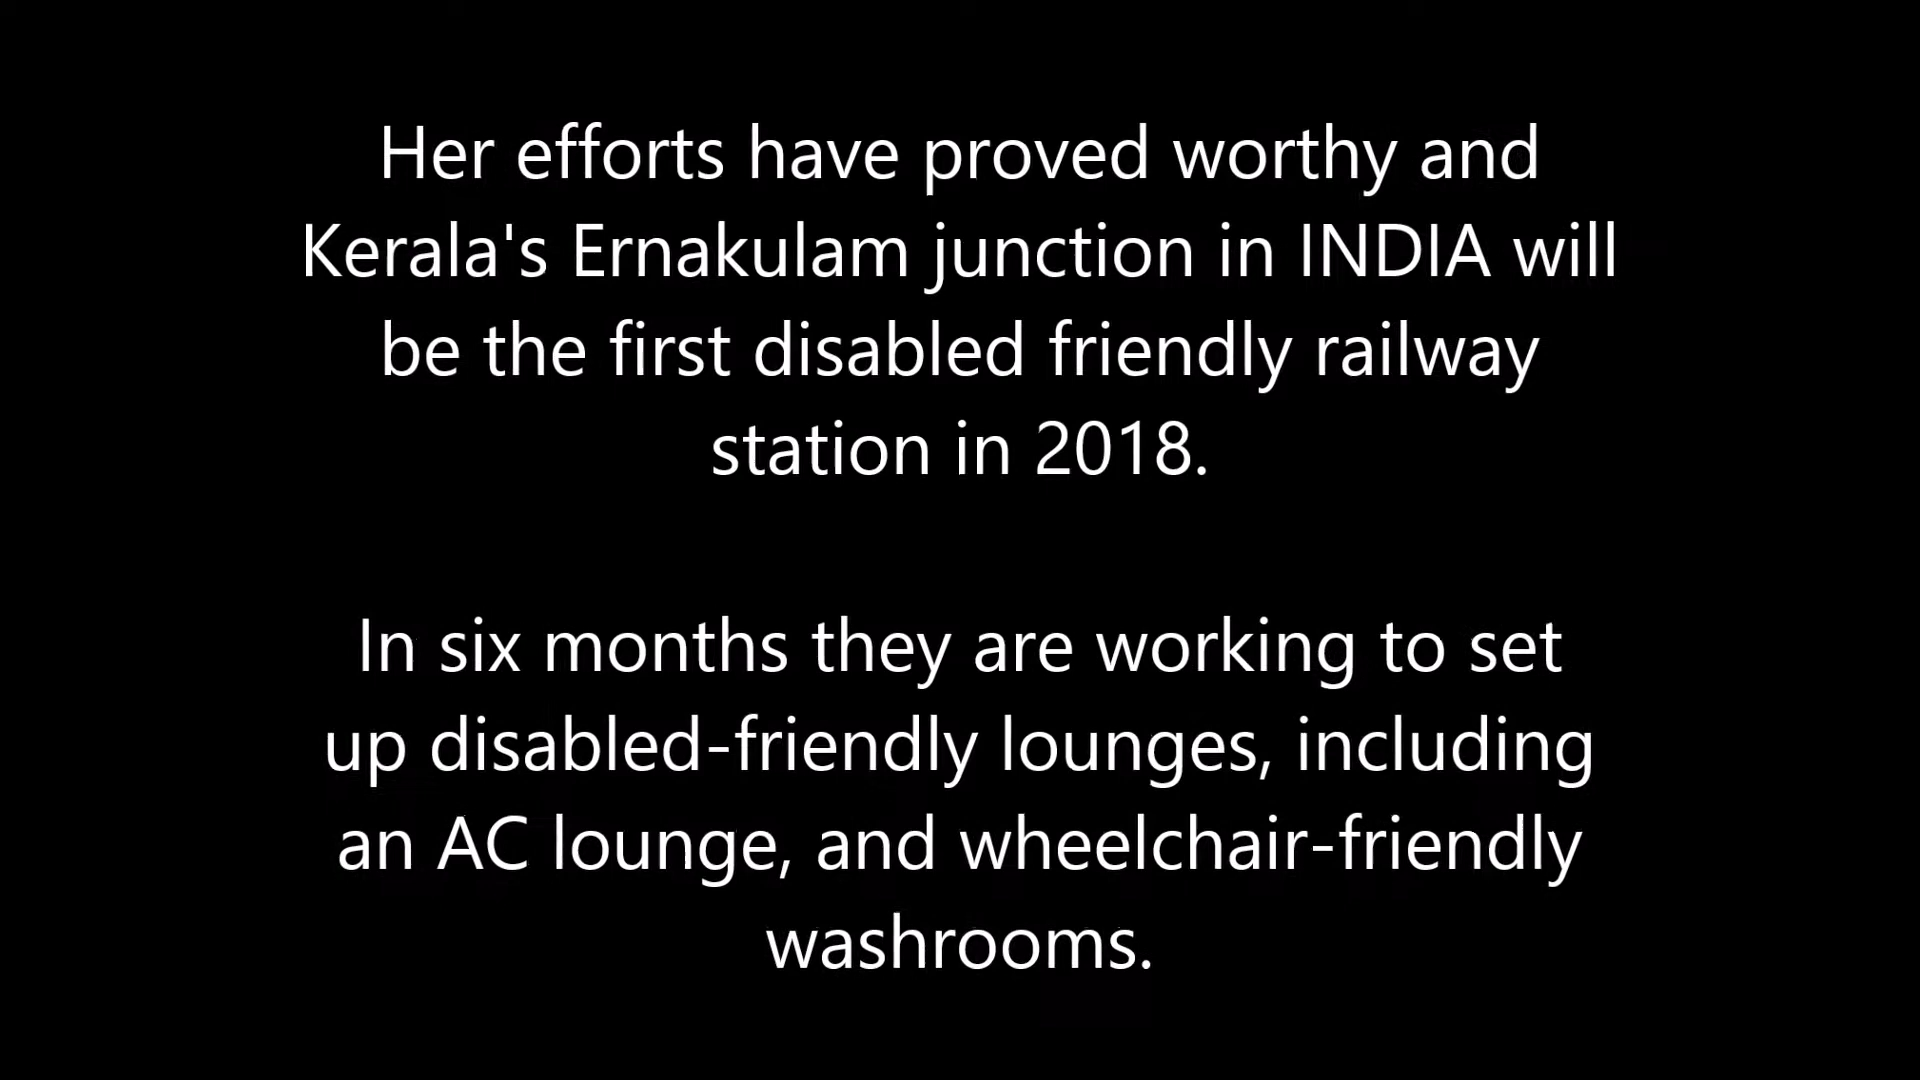 Her efforts have proved worthy and
Kerala's Ernakulam junction in INDIA will
be the first disabled friendly railway
station in 2018.
In six months they are working to set
up disabled-friendly lounges, including
an AC lounge, and wheelchair-friendly
washrooms.